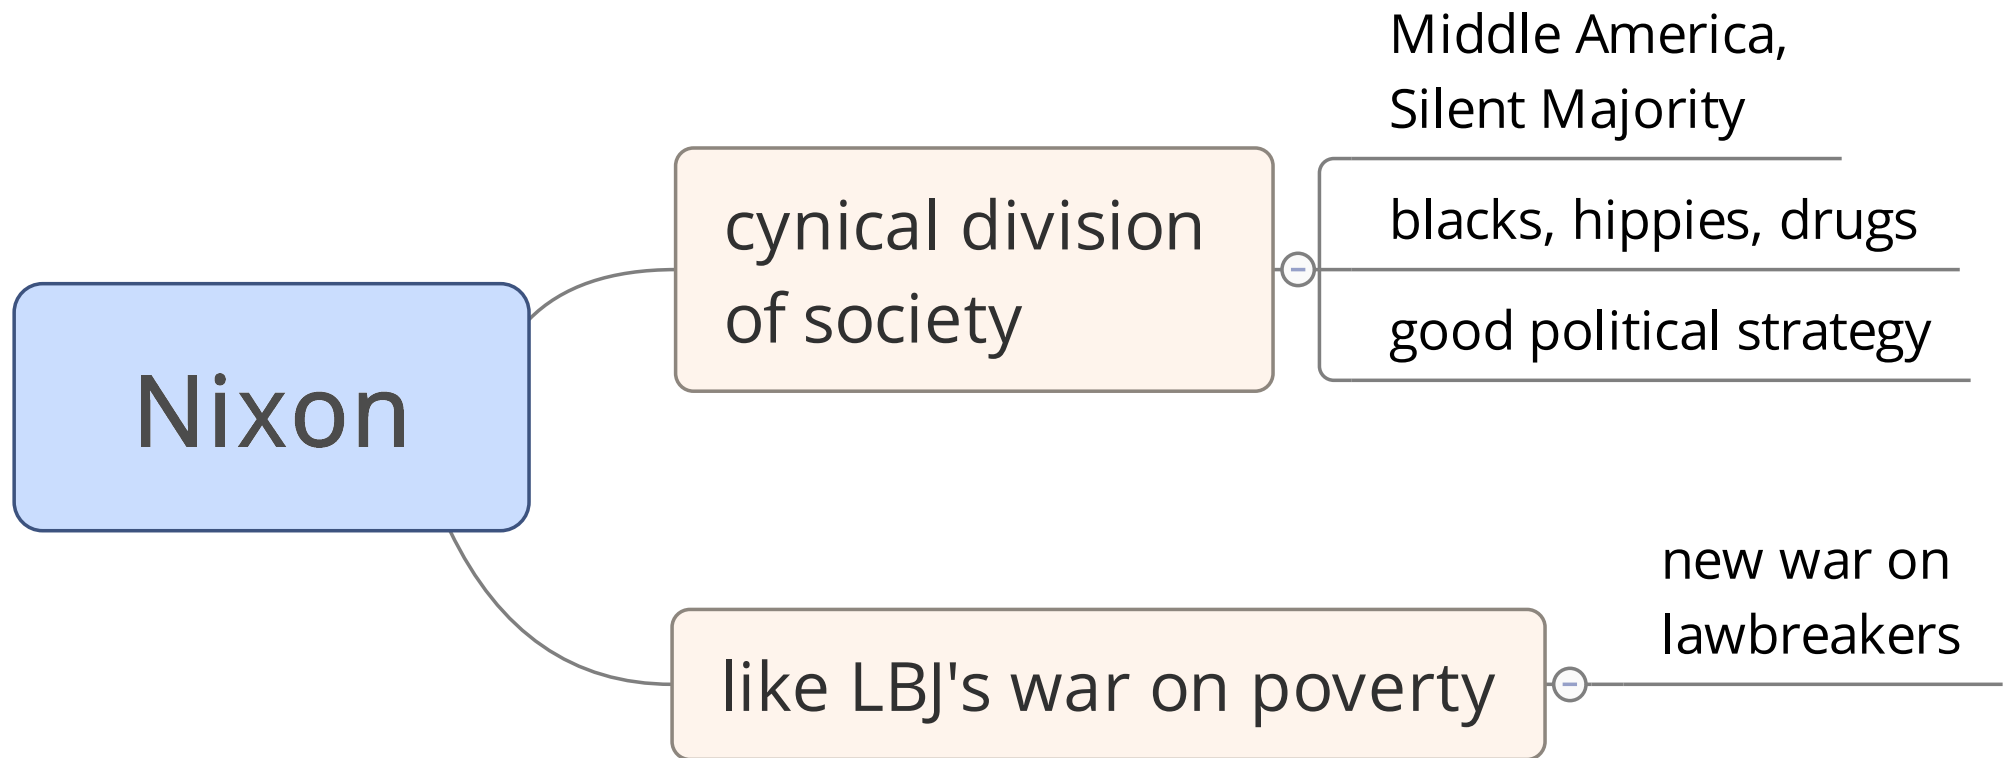 Middle America,
Silent Majority
cynical division
of society
blacks, hippies, drugs
good political strategy
Nixon
new war on
lawbreakers
like LBJ's war on poverty